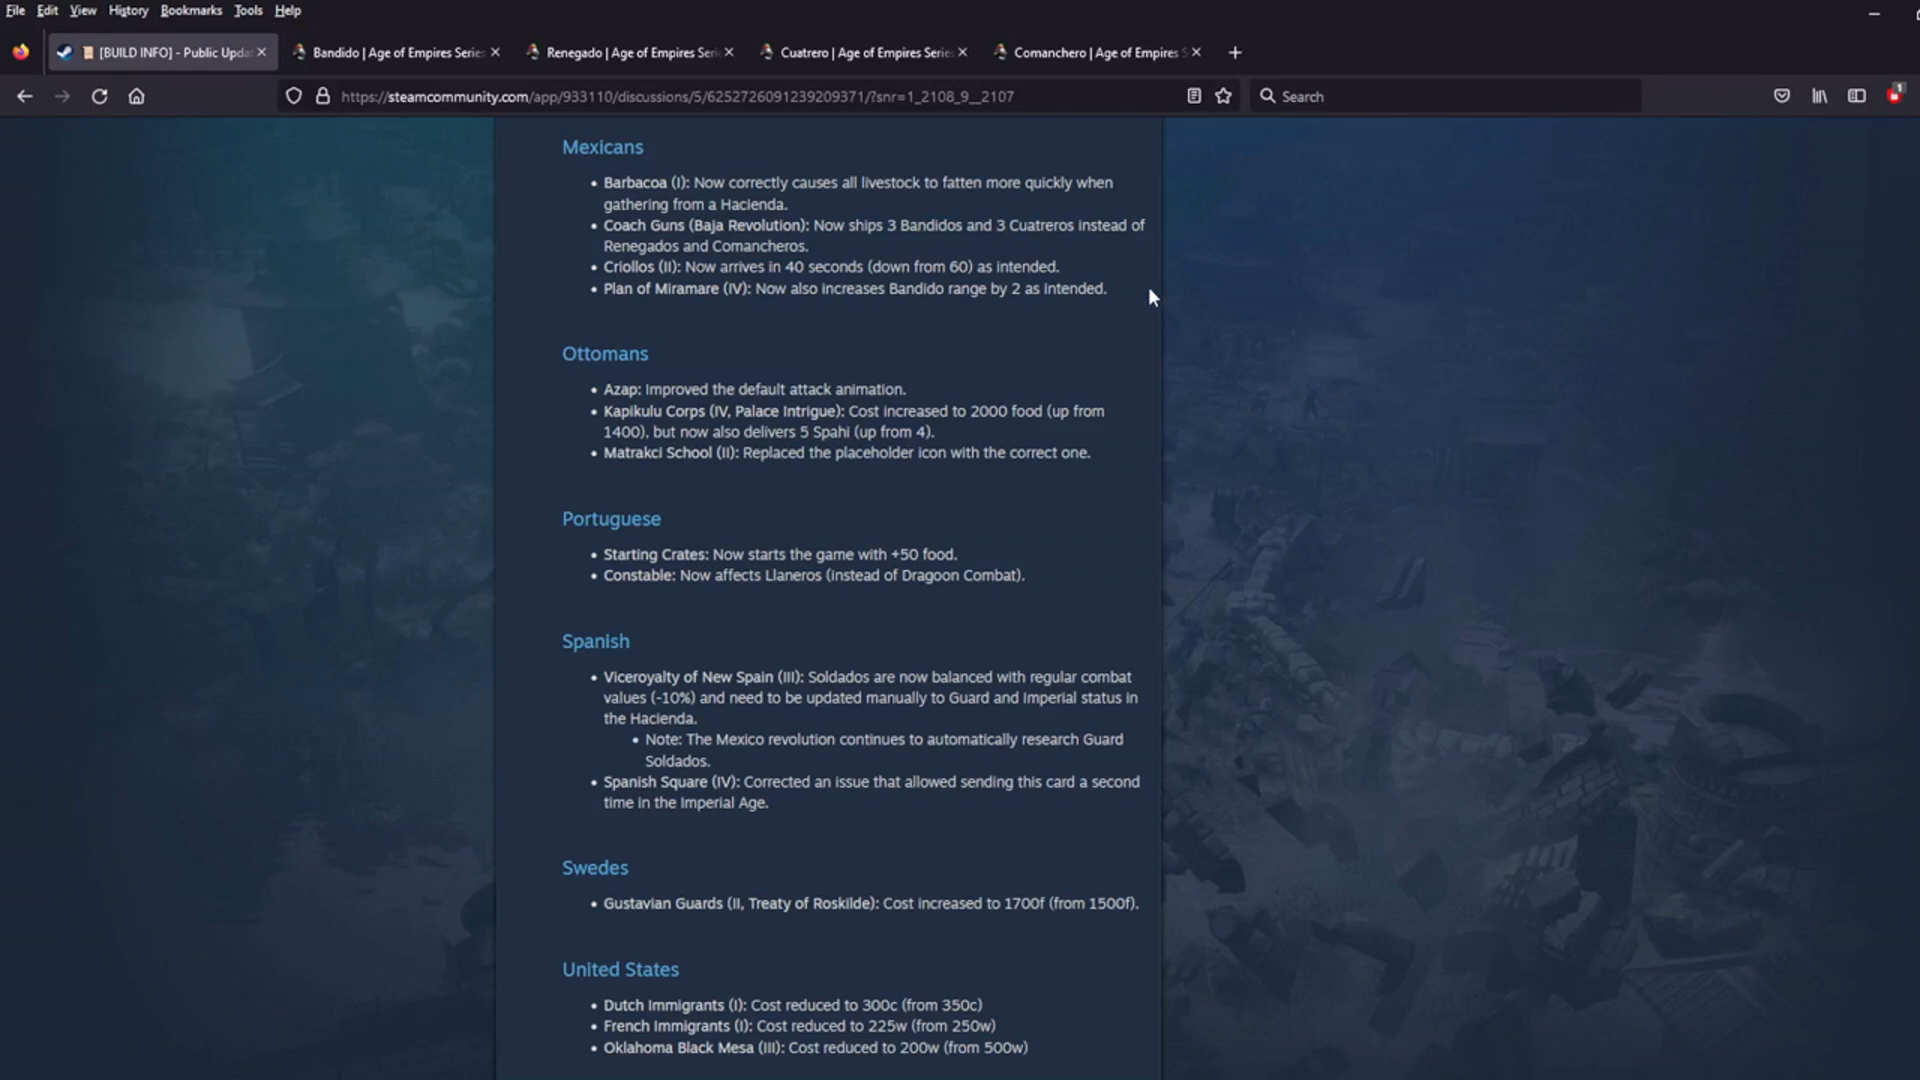 File Edit View History Bookmarks Tools Help
[BUILD INFO] - Public Upda
Bandido | Age of Empires Series
Renegado | Age of Empires Seri
Cuatrero | Age of Empires Serie
Comanchero | Age of Empires S
https://steamcommunity.com/app/933110/discussions/5/6252726091239209371/?snr=1_2108_9__2107
Search
1
Mexicans
• Barbacoa (I): Now correctly causes all livestock to fatten more quickly when
gathering from a Hacienda.
• Coach Guns (Baja Revolution): Now ships 3 Bandidos and 3 Cuatreros instead of
Renegados and Comancheros.
• Criollos (II): Now arrives in 40 seconds (down from 60) as intended.
• Plan of Miramare (IV): Now also increases Bandido range by 2 as intended.
Ottomans
• Azap: Improved the default attack animation.
• Kapikulu Corps (IV, Palace Intrigue): Cost increased to 2000 food (up from
1400), but now also delivers 5 Spahi (up from 4).
• Matrakci School (II): Replaced the placeholder icon with the correct one.
Portuguese
• Starting Crates: Now starts the game with +50 food.
• Constable: Now affects Llaneros (instead of Dragoon Combat).
Spanish
• Viceroyalty of New Spain (III): Soldados are now balanced with regular combat
values (-10%) and need to be updated manually to Guard and Imperial status in
the Hacienda.
• Note: The Mexico revolution continues to automatically research Guard
Soldados.
• Spanish Square (IV): Corrected an issue that allowed sending this card a second
time in the Imperial Age.
Swedes
• Gustavian Guards (II, Treaty of Roskilde): Cost increased to 1700f (from 1500f).
United States
• Dutch Immigrants (I): Cost reduced to 300c (from 350c)
• French Immigrants (I): Cost reduced to 225w (from 250w)
• Oklahoma Black Mesa (III): Cost reduced to 200w (from 500w)